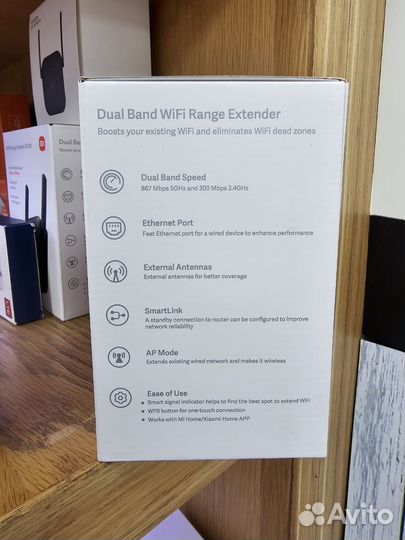 Dual Band WiFi Range Extender
Boosts your existing WiFi and eliminates WiFi dead zones
Dual Band Speed
867 Mbps 5GHz and 300 Mbps 2.4GHz
Ethernet Port
Fast Ethernet port for a wired device to enhance performance
External Antennas
External antennas for better coverage
SmartLink
A standby connection to router can be configured to improve
network reliability
AP Mode
Extends existing wired network and makes it wireless
Ease of Use
• Smart signal indicator helps to find the best spot to extend WiFi
• WPS button for one-touch connection
• Works with Mi Home/Xiaomi Home APP
Dual Ba
Boosts your
Avito